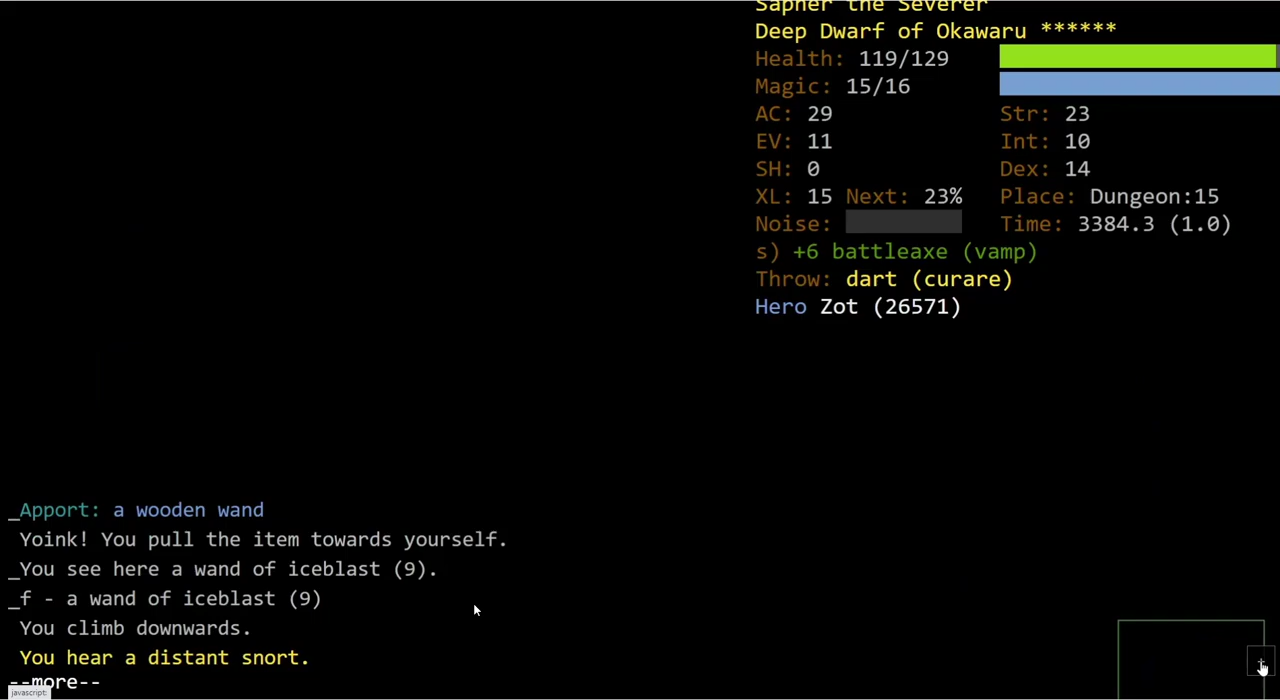 Sapher the Severer
Deep Dwarf of Okawaru ******
Health: 119/129
Magic: 15/16
AC: 29 Str: 23
EV: 11 Int: 10
SH: 0 Dex: 14
XL: 15 Next: 23% Place: Dungeon:15
Noise: Time: 3384.3 (1.0)
s) +6 battleaxe (vamp)
Throw: dart (curare)
Hero Zot (26571)
_Apport: a wooden wand
Yoink! You pull the item towards yourself.
_You see here a wand of iceblast (9).
_f - a wand of iceblast (9)
You climb downwards.
You hear a distant snort.
--more--
javascript: